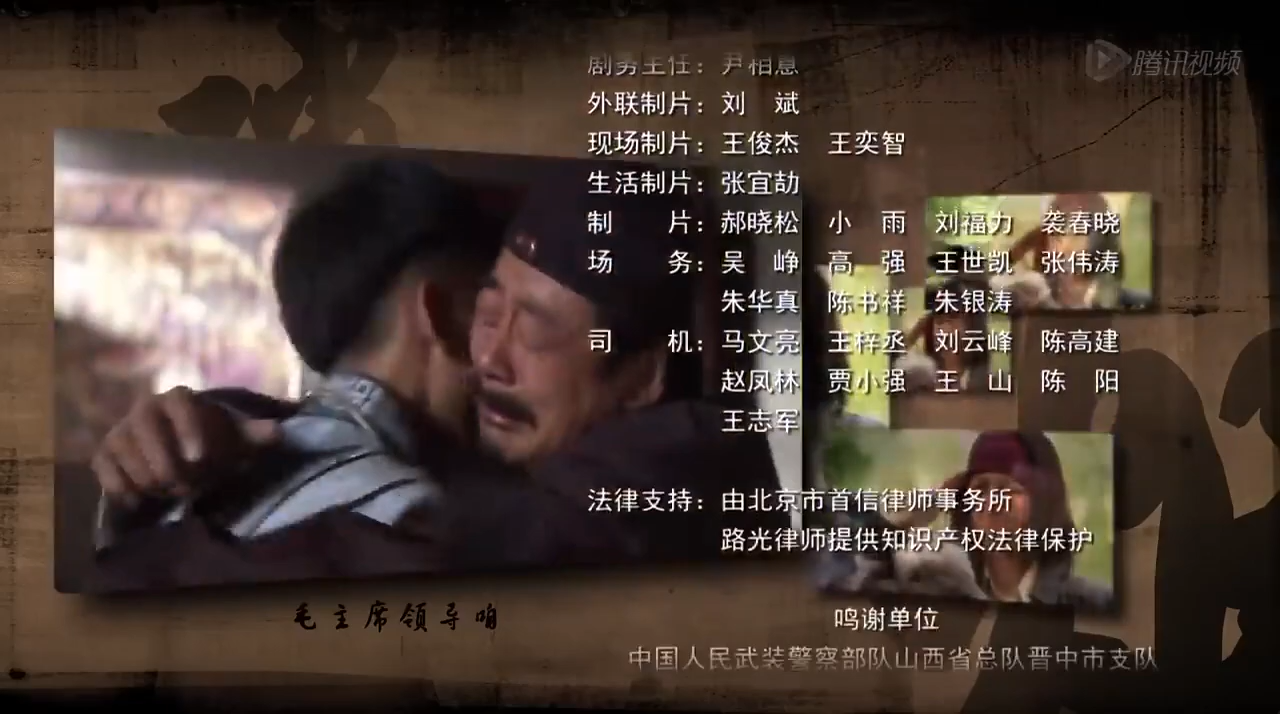 腾讯视频
剧务主任：尹相意
外联制片：刘　斌
现场制片：王俊杰　王奕智
生活制片：张宜劼
制　　片：郝晓松　小　雨　刘福力　袭春晓
场　　务：吴　峥　高　强　王世凯　张伟涛
朱华真　陈书祥　朱银涛
司　　机：马文亮　王梓丞　刘云峰　陈高建
赵凤林　贾小强　王　山　陈　阳
王志军
法律支持：由北京市首信律师事务所
路光律师提供知识产权法律保护
毛主席领导咱
鸣谢单位
中国人民武装警察部队山西省总队晋中市支队